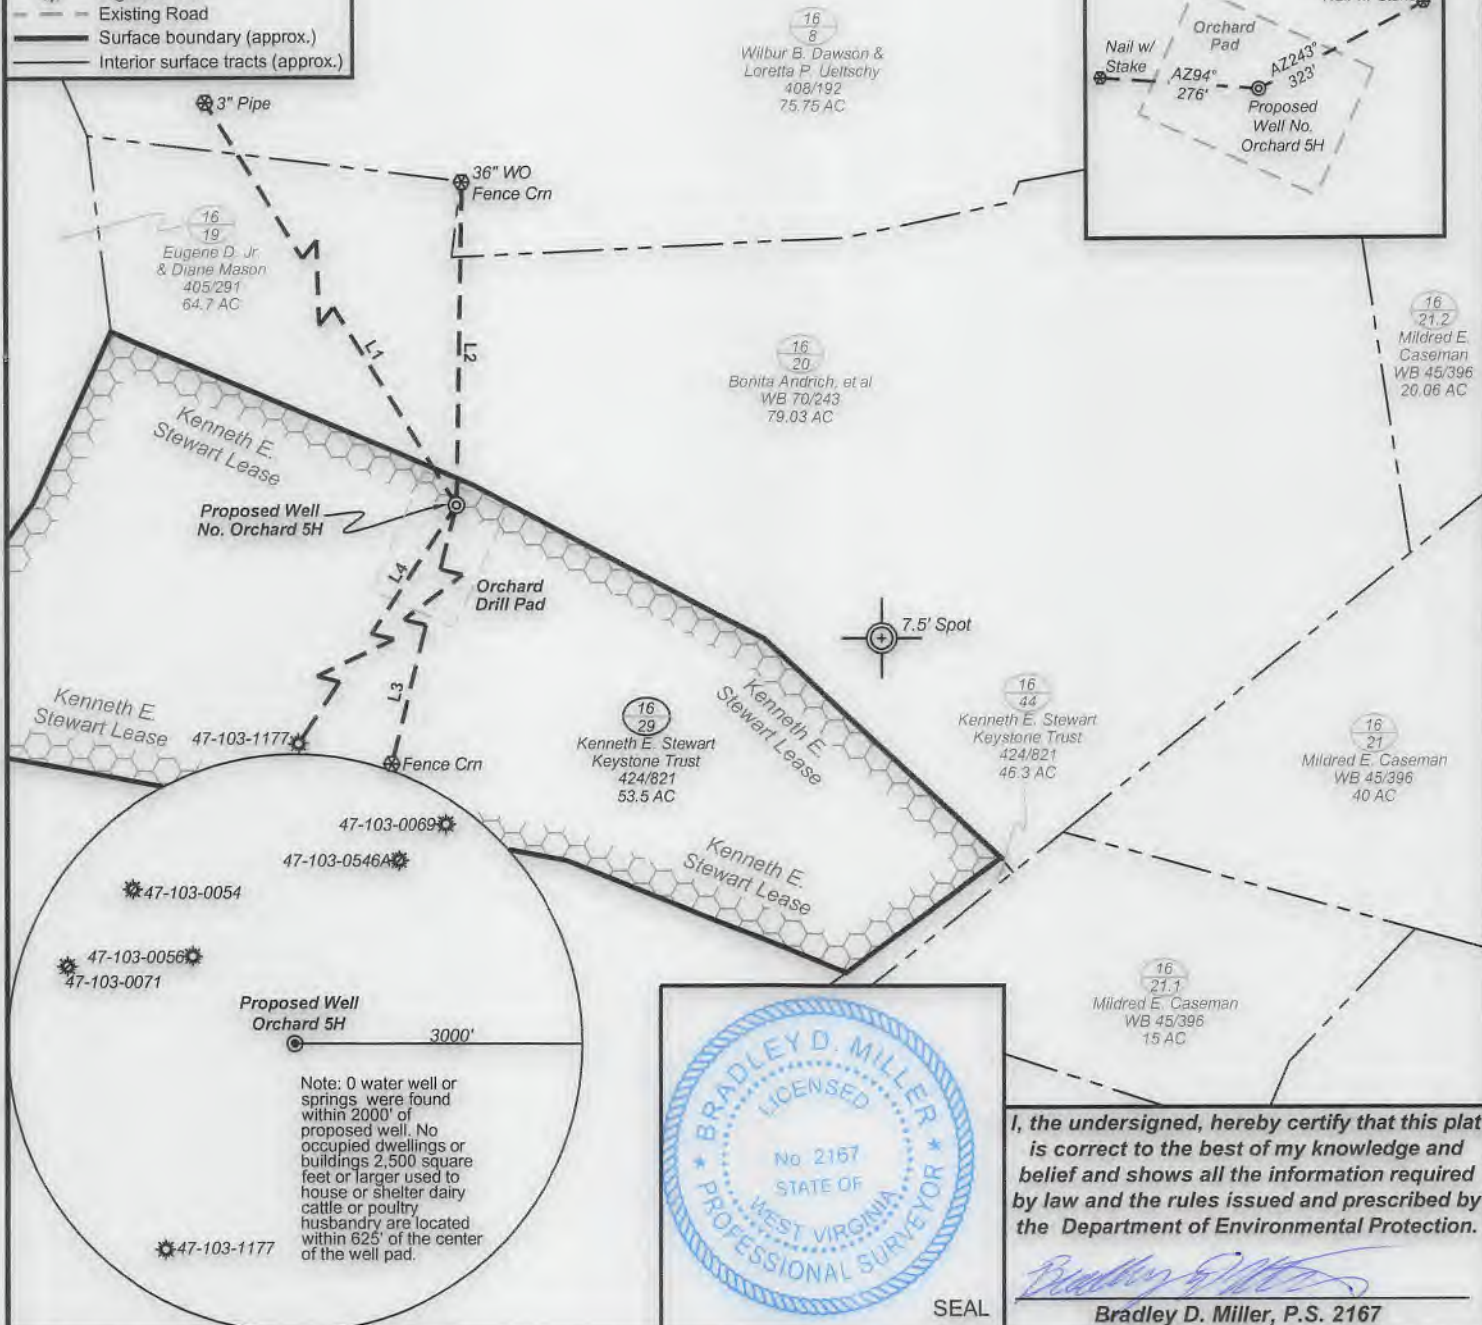 Existing Road
Surface boundary (approx.)
Interior surface tracts (approx.)
3" Pipe
36" WO
Fence Crn
16
8
Wilbur B. Dawson &
Loretta P. Ueltschy
408/192
75.75 AC
Orchard
Pad
Nail w/
Stake
AZ94°
276'
AZ243°
323'
Proposed
Well No.
Orchard 5H
16
19
Eugene D. Jr
& Diane Mason
405/291
64.7 AC
L1
L2
16
20
Bonita Andrich, et al
WB 70/243
79.03 AC
16
21.2
Mildred E.
Caseman
WB 45/396
20.06 AC
Kenneth E.
Stewart Lease
Proposed Well
No. Orchard 5H
L4
Orchard
Drill Pad
7.5' Spot
L3
Kenneth E.
Stewart Lease
47-103-1177
Fence Crn
16
29
Kenneth E. Stewart
Keystone Trust
424/821
53.5 AC
Kenneth E.
Stewart Lease
16
44
Kenneth E. Stewart
Keystone Trust
424/821
46.3 AC
16
21
Mildred E. Caseman
WB 45/396
40 AC
Kenneth E.
Stewart Lease
47-103-0069
47-103-0546A
47-103-0054
47-103-0056
47-103-0071
Proposed Well
Orchard 5H
3000'
Note: 0 water well or
springs were found
within 2000' of
proposed well. No
occupied dwellings or
buildings 2,500 square
feet or larger used to
house or shelter dairy
cattle or poultry
husbandry are located
within 625' of the center
of the well pad.
47-103-1177
16
21.1
Mildred E. Caseman
WB 45/396
15 AC
BRADLEY D. MILLER
LICENSED
No. 2167
STATE OF
WEST VIRGINIA
PROFESSIONAL SURVEYOR
SEAL
I, the undersigned, hereby certify that this plat
is correct to the best of my knowledge and
belief and shows all the information required
by law and the rules issued and prescribed by
the Department of Environmental Protection.
Bradley D. Miller, P.S. 2167